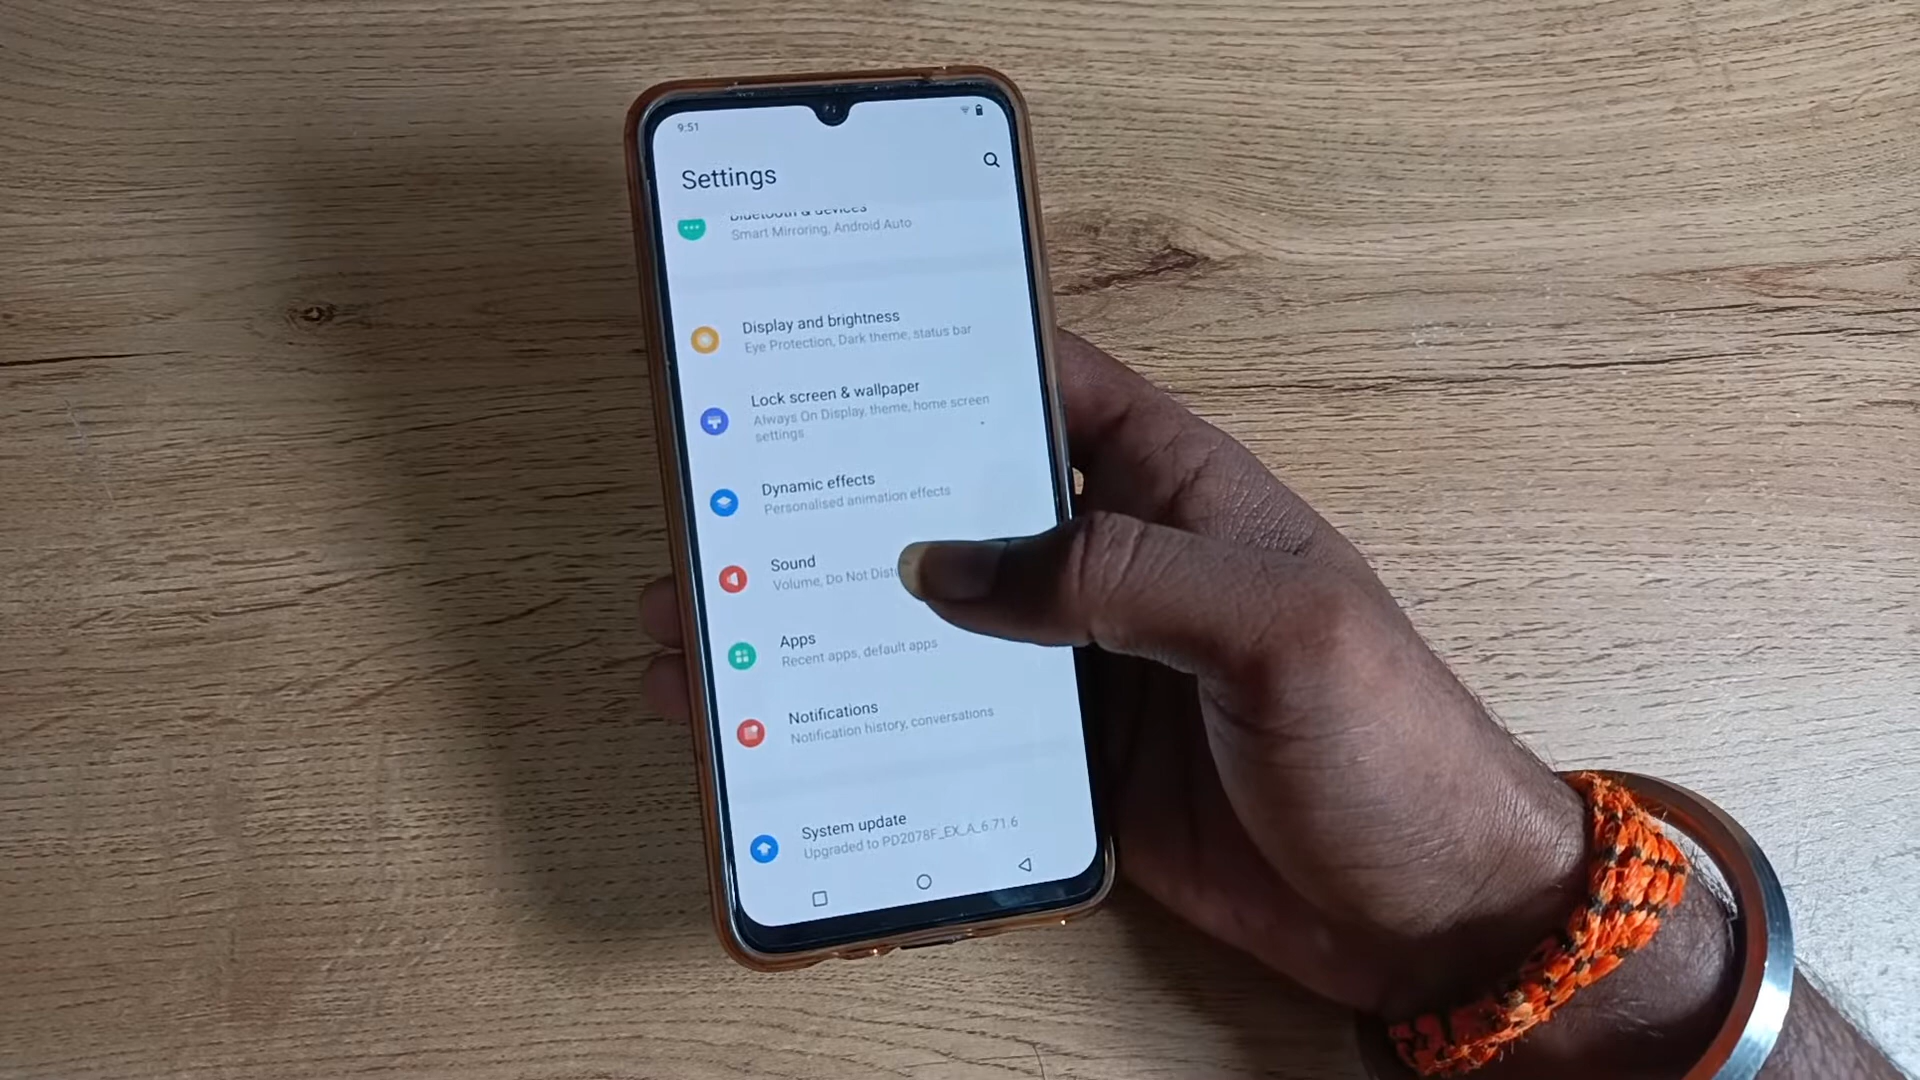 9:51
Settings
Bluetooth & devices
Smart Mirroring, Android Auto
Display and brightness
Eye Protection, Dark theme, status bar
Lock screen & wallpaper
Always On Display, theme, home screen
settings
Dynamic effects
Personalised animation effects
Sound
Volume, Do Not
Apps
Recent apps, default apps
Notifications
Notification history, conversations
System update
Upgraded to PD2078F_EX_A_6.71.6